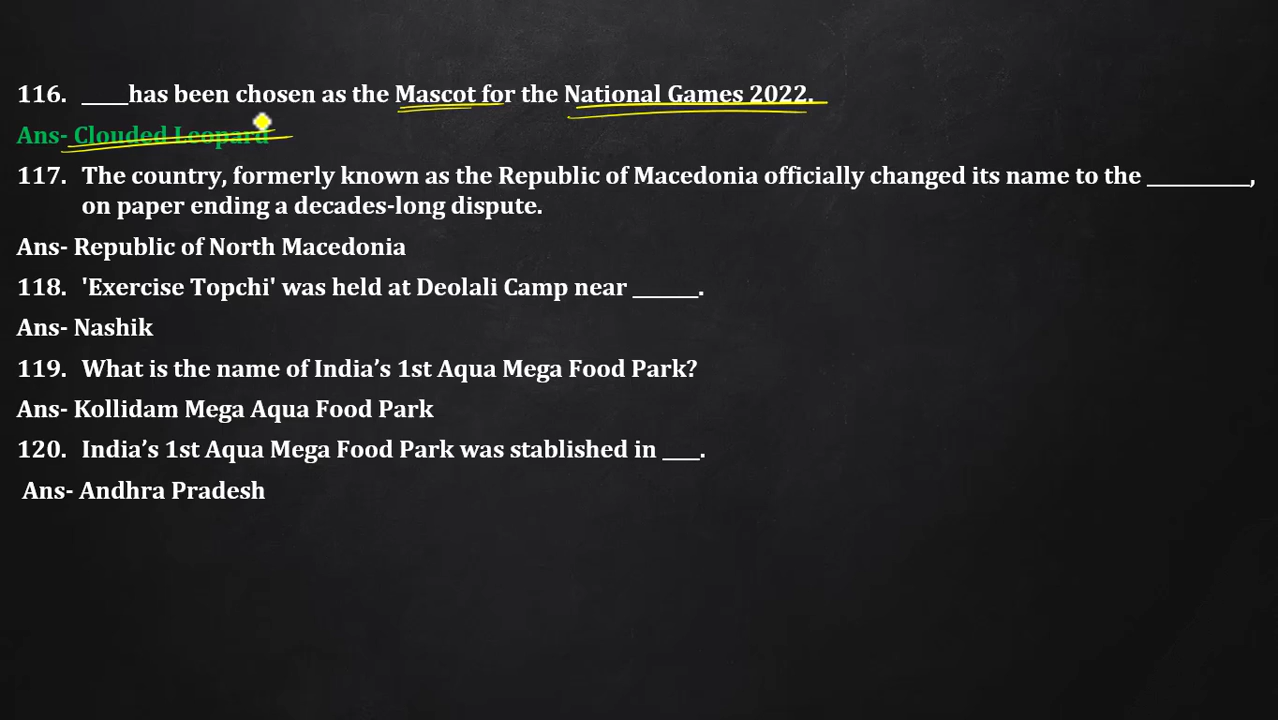 116. ____has been chosen as the Mascot for the National Games 2022.
Ans- Clouded Leopard
117. The country, formerly known as the Republic of Macedonia officially changed its name to the _________,
on paper ending a decades-long dispute.
Ans- Republic of North Macedonia
118. 'Exercise Topchi' was held at Deolali Camp near ______.
Ans- Nashik
119. What is the name of India’s 1st Aqua Mega Food Park?
Ans- Kollidam Mega Aqua Food Park
120. India’s 1st Aqua Mega Food Park was stablished in ___.
Ans- Andhra Pradesh